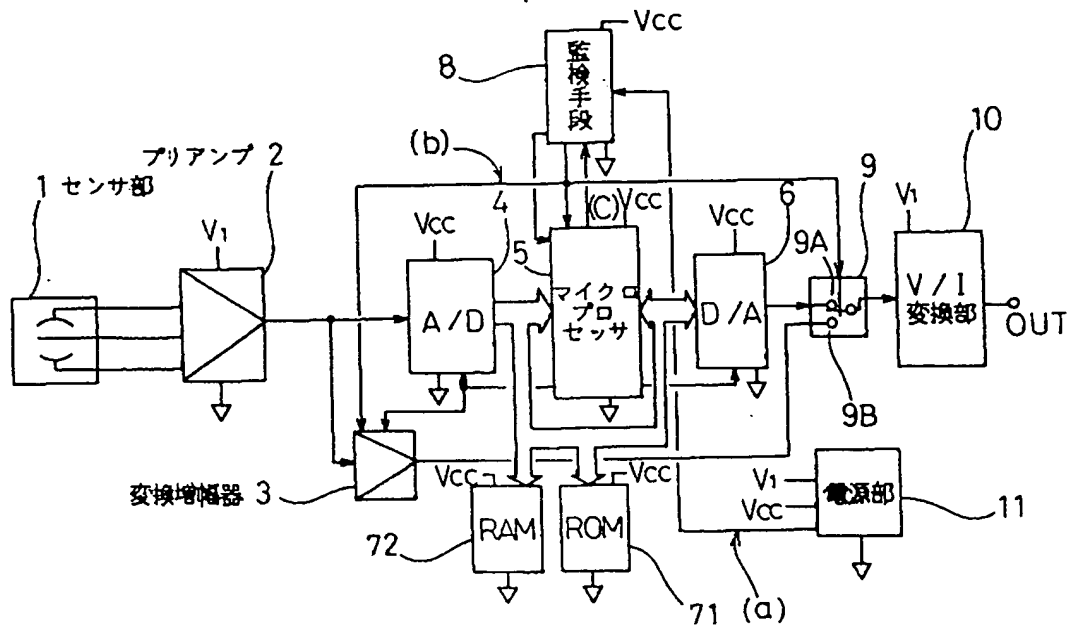 Vcc
監検手段
8
10
(b)
プリアンプ 2
1 センサ部
4
(C)
Vcc
6
9
V1
Vcc
Vcc
V1
5
9A
A/D
マイクロプロセッサ
D/A
V/I変換部
OUT
9B
変換増幅器 3
Vcc
Vcc
V1
Vcc
電源部
11
RAM
ROM
72
71
(a)